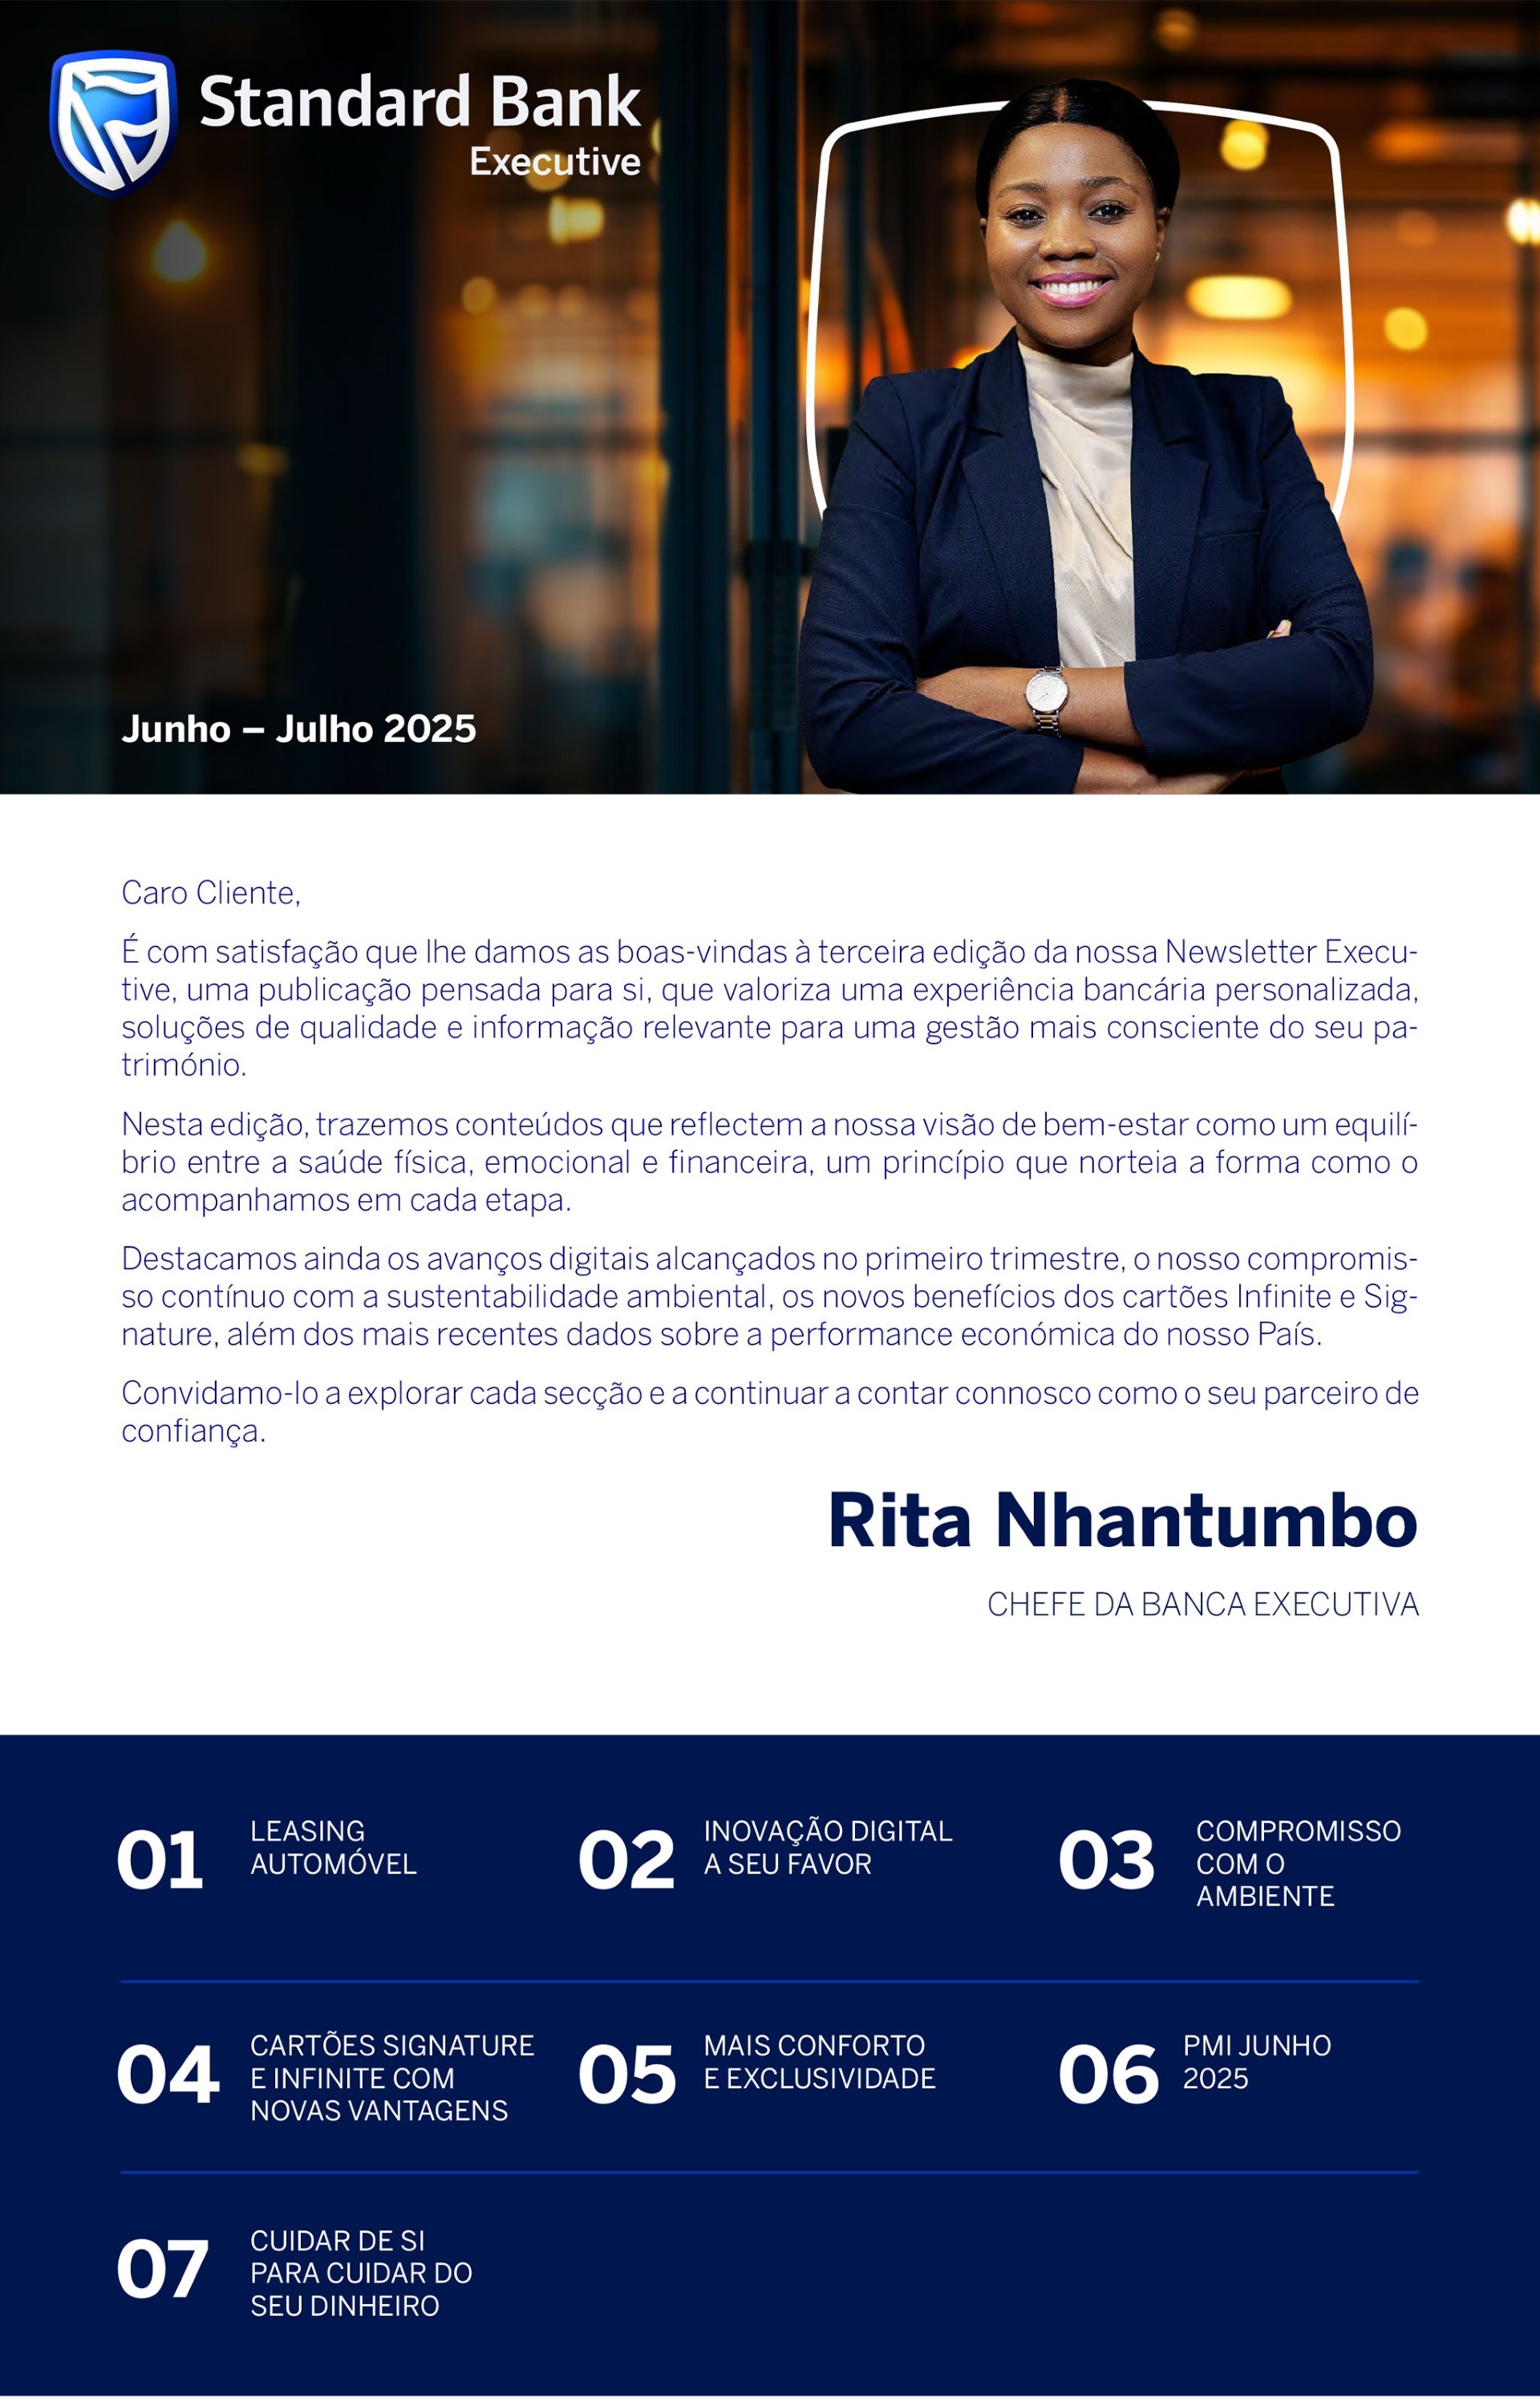 Standard Bank
Executive
Junho – Julho 2025
Caro Cliente,
É com satisfação que lhe damos as boas-vindas à terceira edição da nossa Newsletter Execu-
tive, uma publicação pensada para si, que valoriza uma experiência bancária personalizada,
soluções de qualidade e informação relevante para uma gestão mais consciente do seu pa-
trimónio.
Nesta edição, trazemos conteúdos que reflectem a nossa visão de bem-estar como um equilí-
brio entre a saúde física, emocional e financeira, um princípio que norteia a forma como o
acompanhamos em cada etapa.
Destacamos ainda os avanços digitais alcançados no primeiro trimestre, o nosso compromis-
so contínuo com a sustentabilidade ambiental, os novos benefícios dos cartões Infinite e Sig-
nature, além dos mais recentes dados sobre a performance económica do nosso País.
Convidamo-lo a explorar cada secção e a continuar a contar connosco como o seu parceiro de
confiança.
Rita Nhantumbo
CHEFE DA BANCA EXECUTIVA
01
LEASING
AUTOMÓVEL
02
INOVAÇÃO DIGITAL
A SEU FAVOR
03
COMPROMISSO
COM O
AMBIENTE
04
CARTÕES SIGNATURE
E INFINITE COM
NOVAS VANTAGENS
05
MAIS CONFORTO
E EXCLUSIVIDADE
06
PMI JUNHO
2025
07
CUIDAR DE SI
PARA CUIDAR DO
SEU DINHEIRO